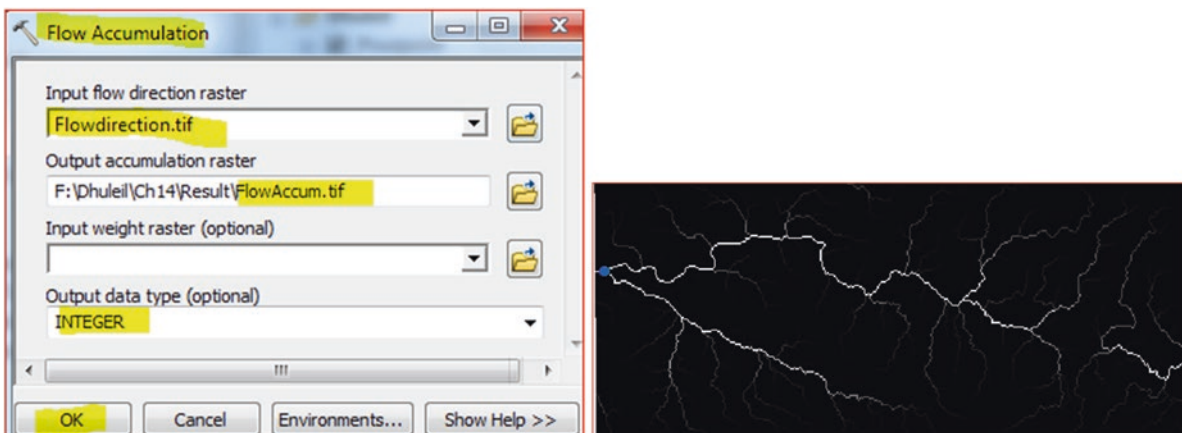 Flow Accumulation
Input flow direction raster
Flowdirection.tif
Output accumulation raster
F:\Dhuleil\Ch14\Result\FlowAccum.tif
Input weight raster (optional)
Output data type (optional)
INTEGER
OK Cancel Environments... Show Help >>